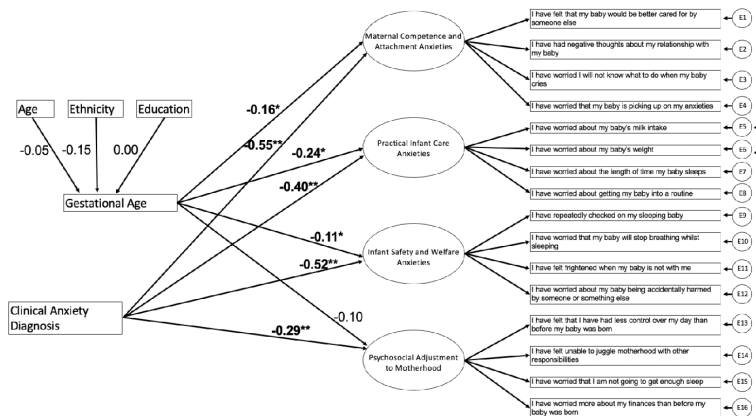 Age
Ethnicity
Education
-0.05
-0.15
0.00
Gestational Age
Clinical Anxiety
Diagnosis
-0.16*
-0.55**
-0.24*
-0.40**
-0.11*
-0.52**
-0.10
-0.29**
Maternal Competence and
Attachment Anxieties
Practical Infant Care
Anxieties
Infant Safety and Welfare
Anxieties
Psychosocial Adjustment
to Motherhood
I have felt that my baby would be better cared for by
someone else
E1
I have had negative thoughts about my relationship with
my baby
E2
I have worried I will not know what to do when my baby
cries
E3
I have worried that my baby is picking up on my anxieties
E4
I have worried about my baby's milk intake
E5
I have worried about my baby's weight
E6
I have worried about the length of time my baby sleeps
E7
I have worried about getting my baby into a routine
E8
I have repeatedly checked on my sleeping baby
E9
I have worried that my baby will stop breathing whilst
sleeping
E10
I have felt frightened when my baby is not with me
E11
I have worried about my baby being accidentally harmed
by someone or something else
E12
I have felt that I have had less control over my day than
before my baby was born
E13
I have felt unable to juggle motherhood with other
responsibilities
E14
I have worried that I am not going to get enough sleep
E15
I have worried more about my finances than before my
baby was born
E16